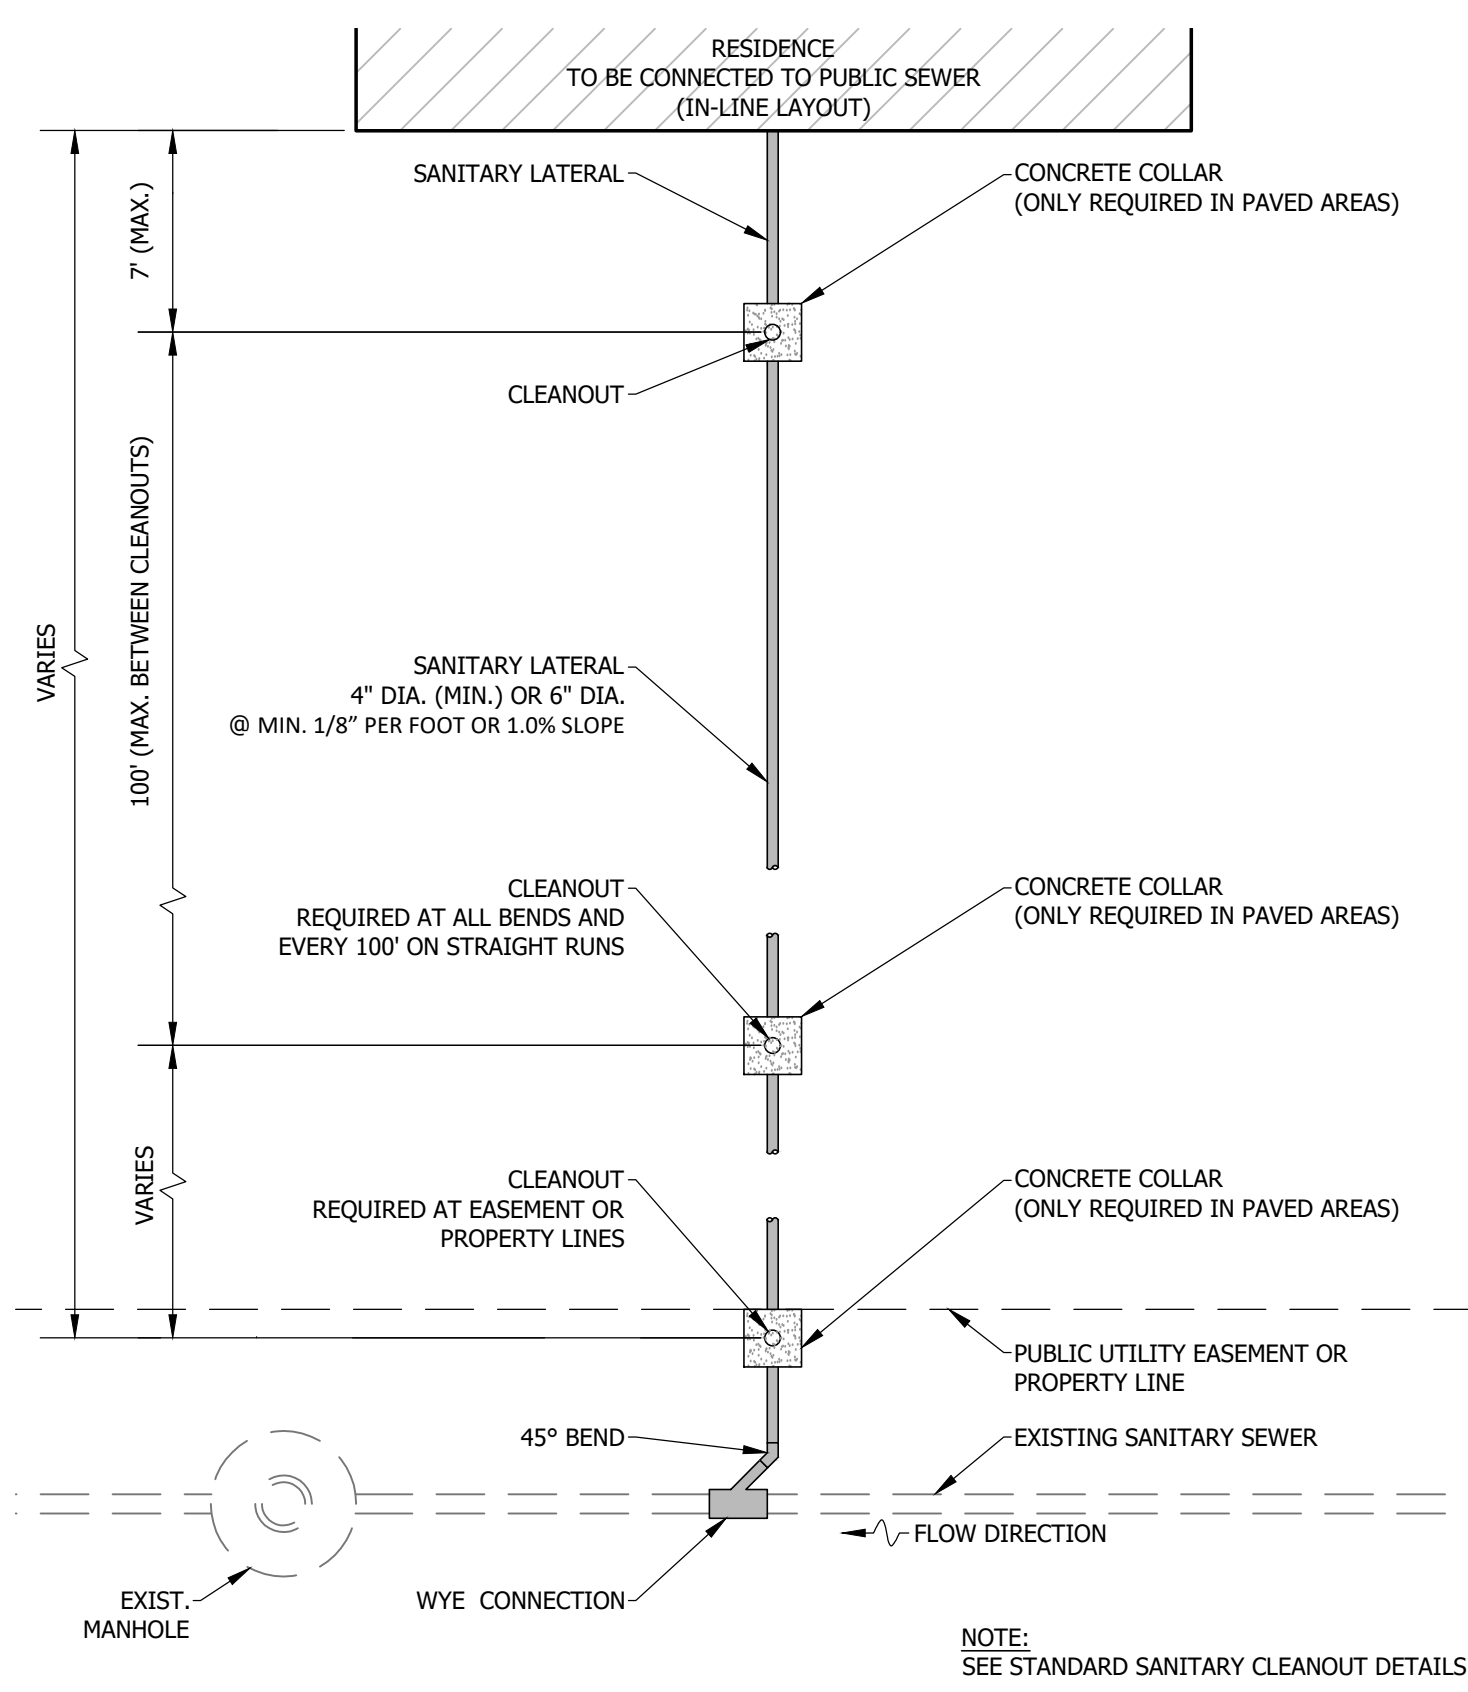 RESIDENCE
TO BE CONNECTED TO PUBLIC SEWER
(IN-LINE LAYOUT)
SANITARY LATERAL
CONCRETE COLLAR
(ONLY REQUIRED IN PAVED AREAS)
7' (MAX.)
CLEANOUT
100' (MAX. BETWEEN CLEANOUTS)
VARIES
SANITARY LATERAL
4" DIA. (MIN.) OR 6" DIA.
@ MIN. 1/8” PER FOOT OR 1.0% SLOPE
CLEANOUT
REQUIRED AT ALL BENDS AND
EVERY 100' ON STRAIGHT RUNS
CONCRETE COLLAR
(ONLY REQUIRED IN PAVED AREAS)
VARIES
CLEANOUT
REQUIRED AT EASEMENT OR
PROPERTY LINES
CONCRETE COLLAR
(ONLY REQUIRED IN PAVED AREAS)
PUBLIC UTILITY EASEMENT OR
PROPERTY LINE
45° BEND
EXISTING SANITARY SEWER
FLOW DIRECTION
EXIST.
MANHOLE
WYE CONNECTION
NOTE:
SEE STANDARD SANITARY CLEANOUT DETAILS